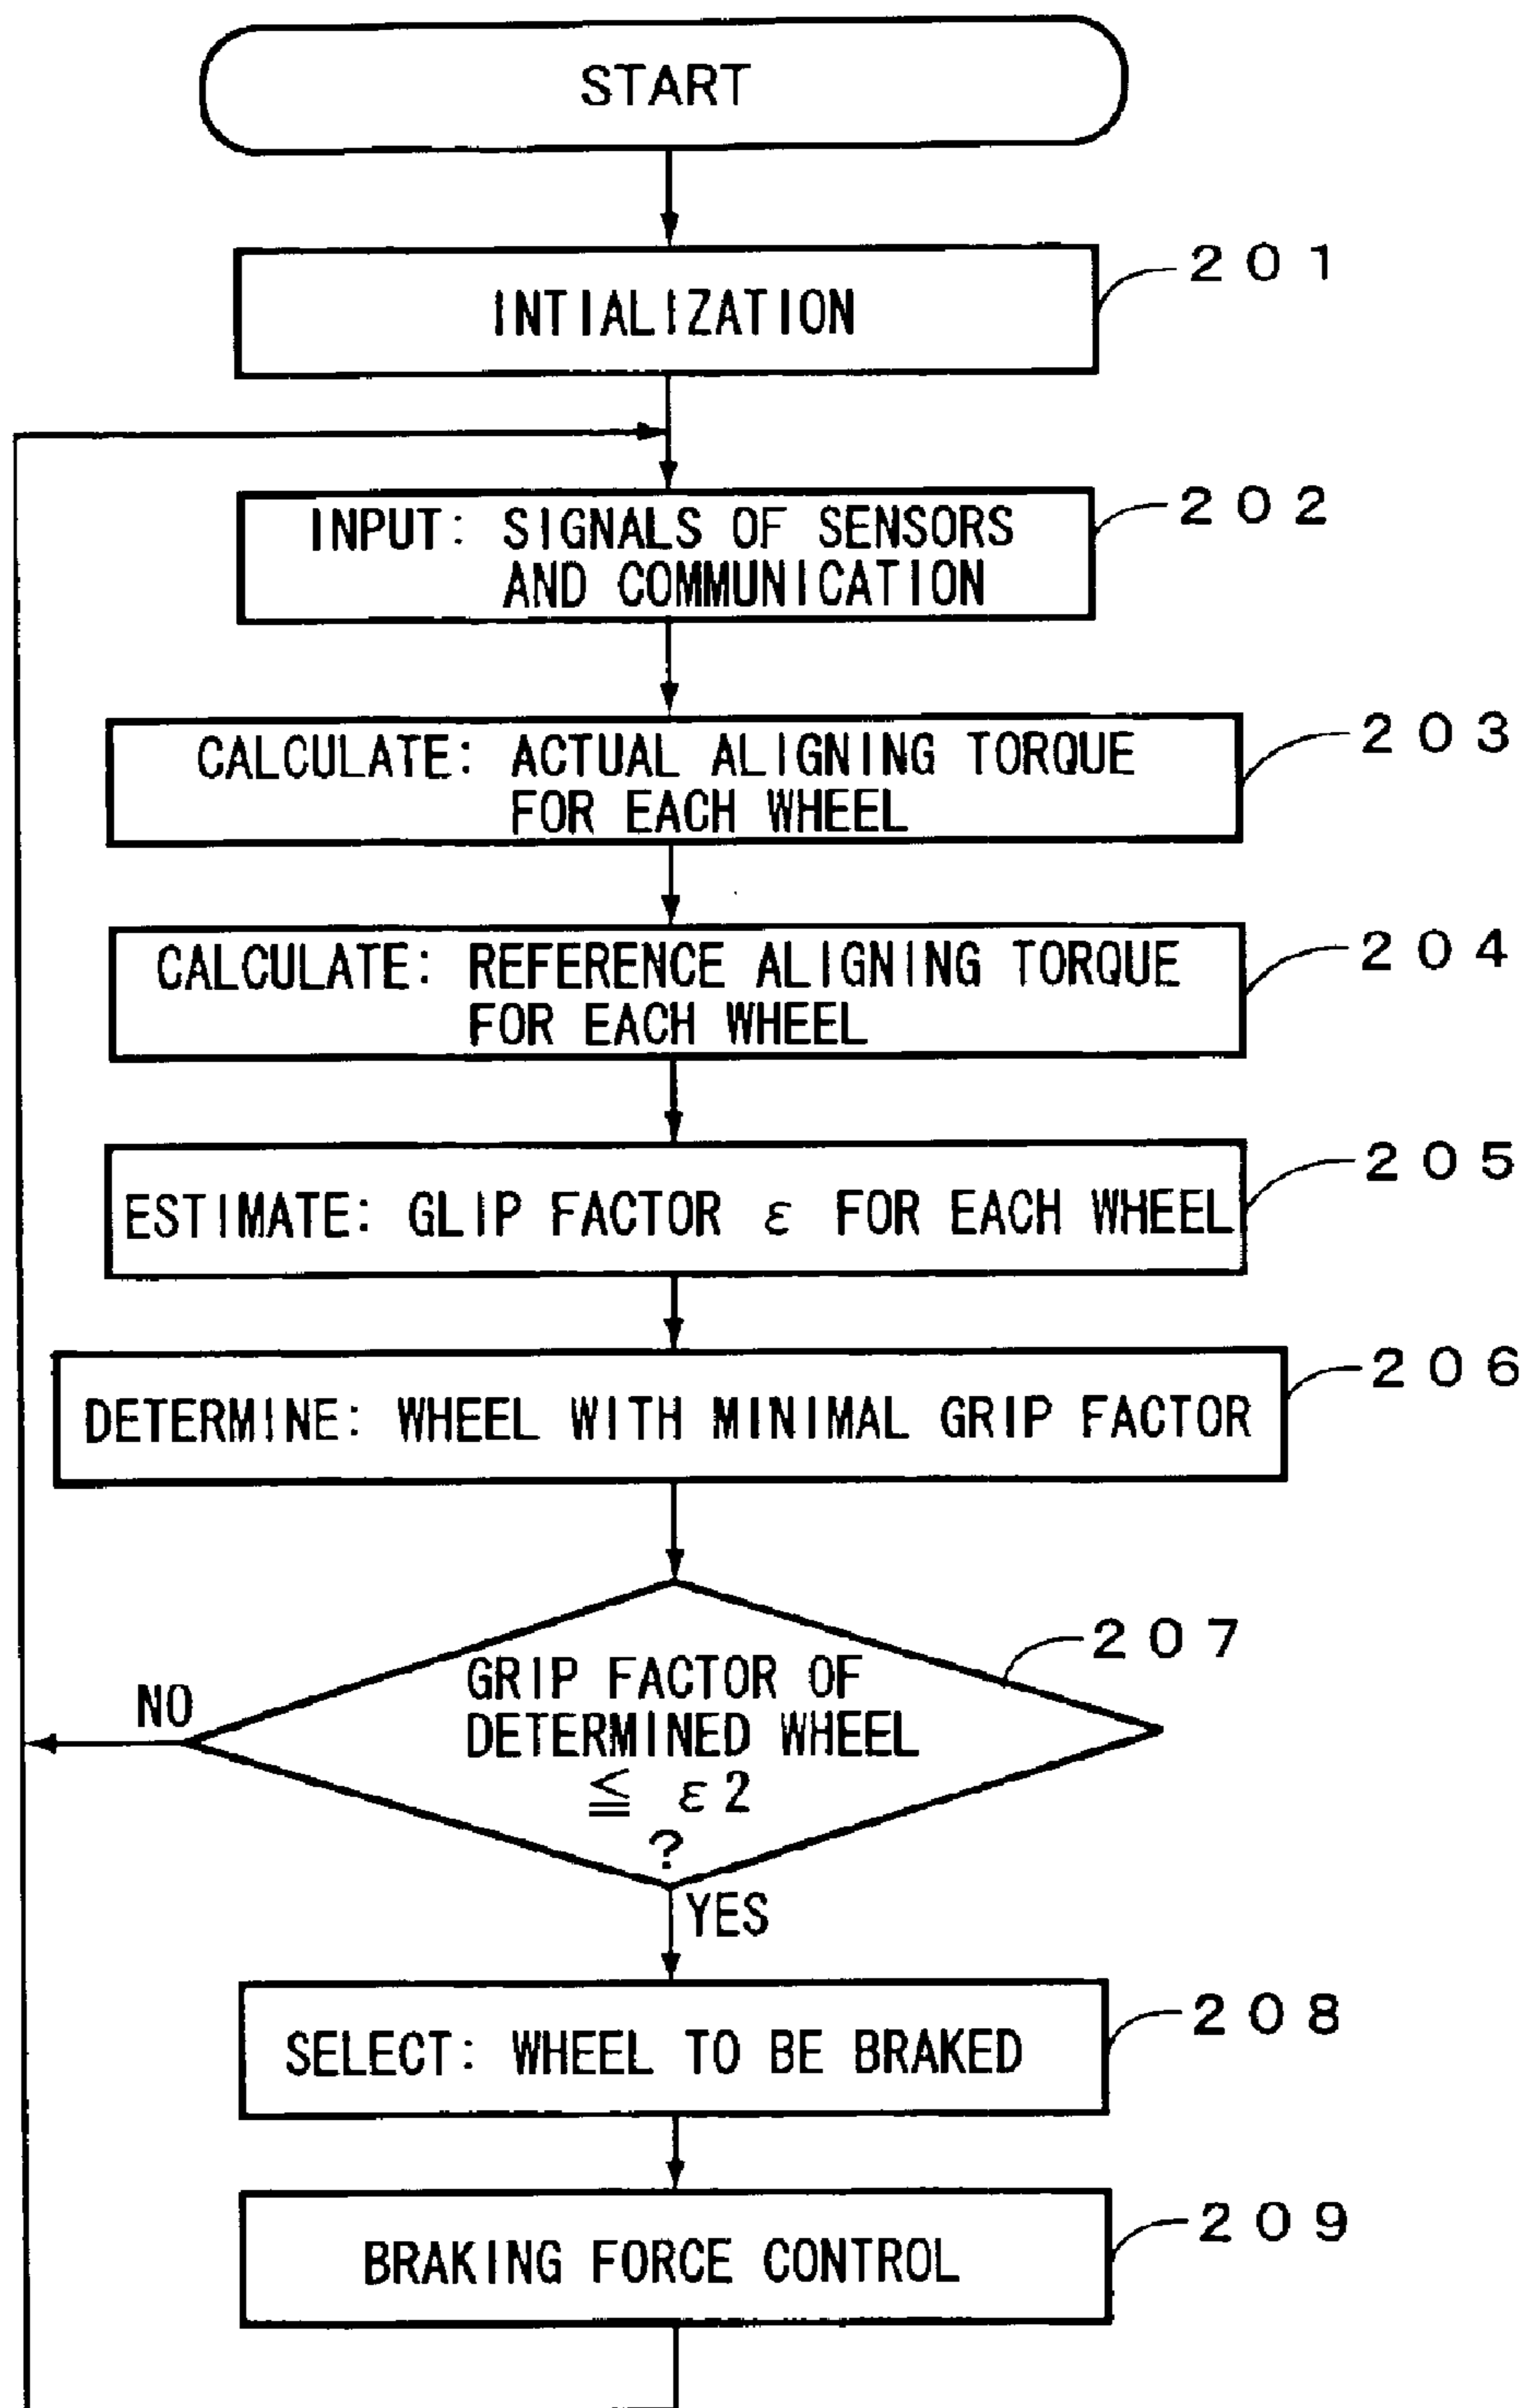 START
INTIALIZATION
201
INPUT: SIGNALS OF SENSORS
AND COMMUNICATION
202
CALCULATE: ACTUAL ALIGNING TORQUE
FOR EACH WHEEL
203
CALCULATE: REFERENCE ALIGNING TORQUE
FOR EACH WHEEL
204
ESTIMATE: GLIP FACTOR ε FOR EACH WHEEL
205
DETERMINE: WHEEL WITH MINIMAL GRIP FACTOR
206
GRIP FACTOR OF
DETERMINED WHEEL
≦ ε2
?
207
NO
YES
SELECT: WHEEL TO BE BRAKED
208
BRAKING FORCE CONTROL
209